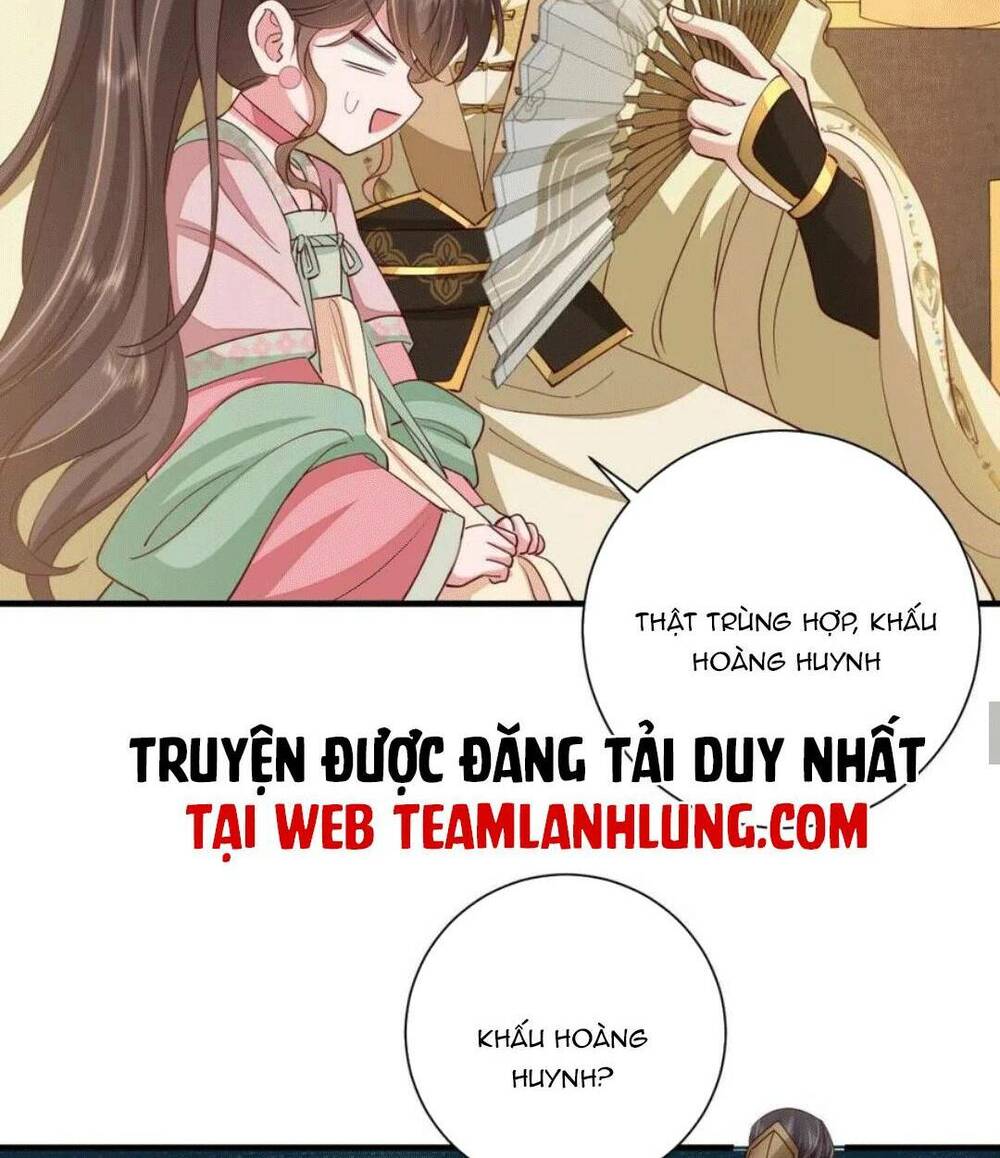 THẬT TRÙNG HỢP, KHẤU
HOÀNG HUYNH
TRUYỆN ĐƯỢC ĐĂNG TẢI DUY NHẤT
TẠI WEB TEAMLANHLUNG.COM
KHẤU HOÀNG
HUYNH?